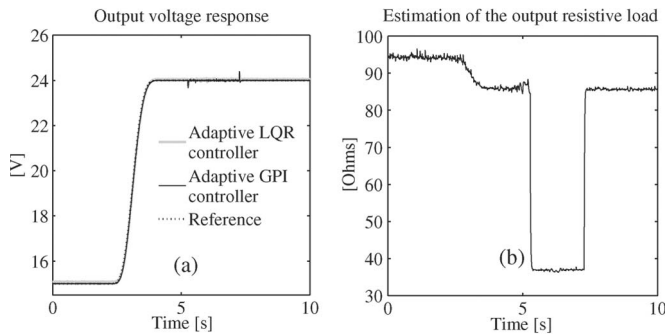 Output voltage response
26
24
22
20
18
16
[V]
Adaptive LQR
controller
Adaptive GPI
controller
Reference
(a)
0
5
10
Time [s]
Estimation of the output resistive load
100
90
80
70
60
50
40
30
[Ohms]
(b)
0
5
10
Time [s]